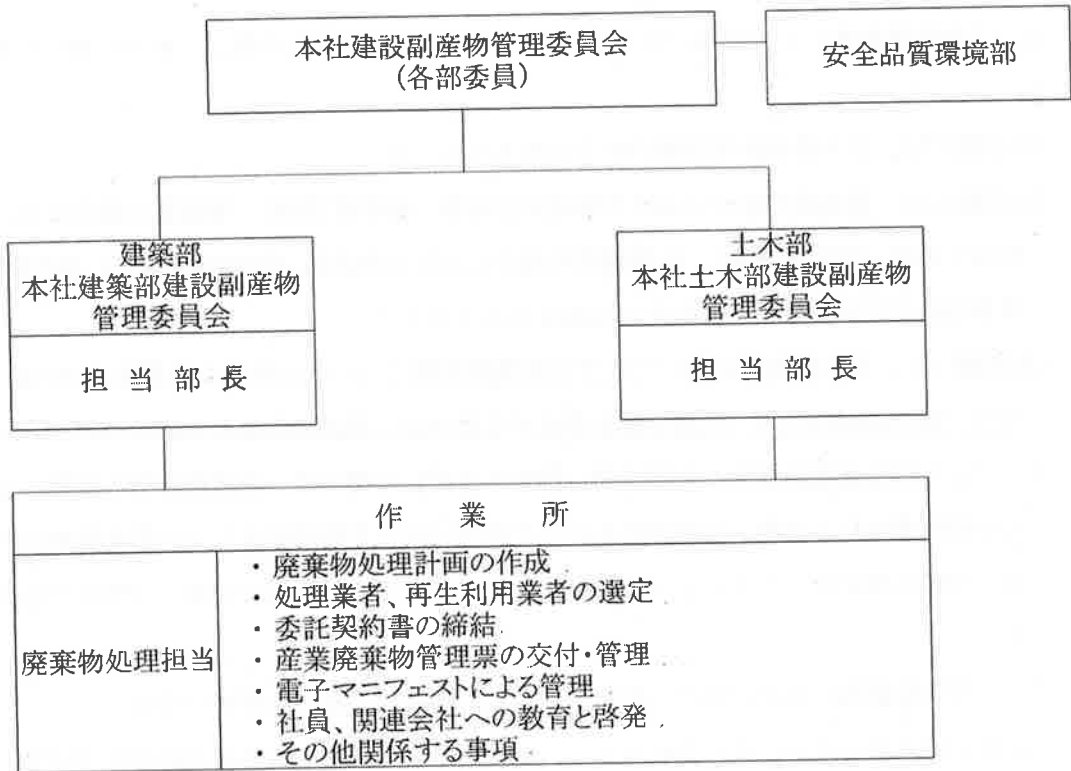 本社建設副産物管理委員会
(各部委員)
安全品質環境部
建築部
本社建築部建設副産物
管理委員会
担当部長
土木部
本社土木部建設副産物
管理委員会
担当部長
作業所
廃棄物処理担当
・廃棄物処理計画の作成
・処理業者、再生利用業者の選定
・委託契約書の締結
・産業廃棄物管理票の交付・管理
・電子マニフェストによる管理
・社員、関連会社への教育と啓発
・その他関係する事項